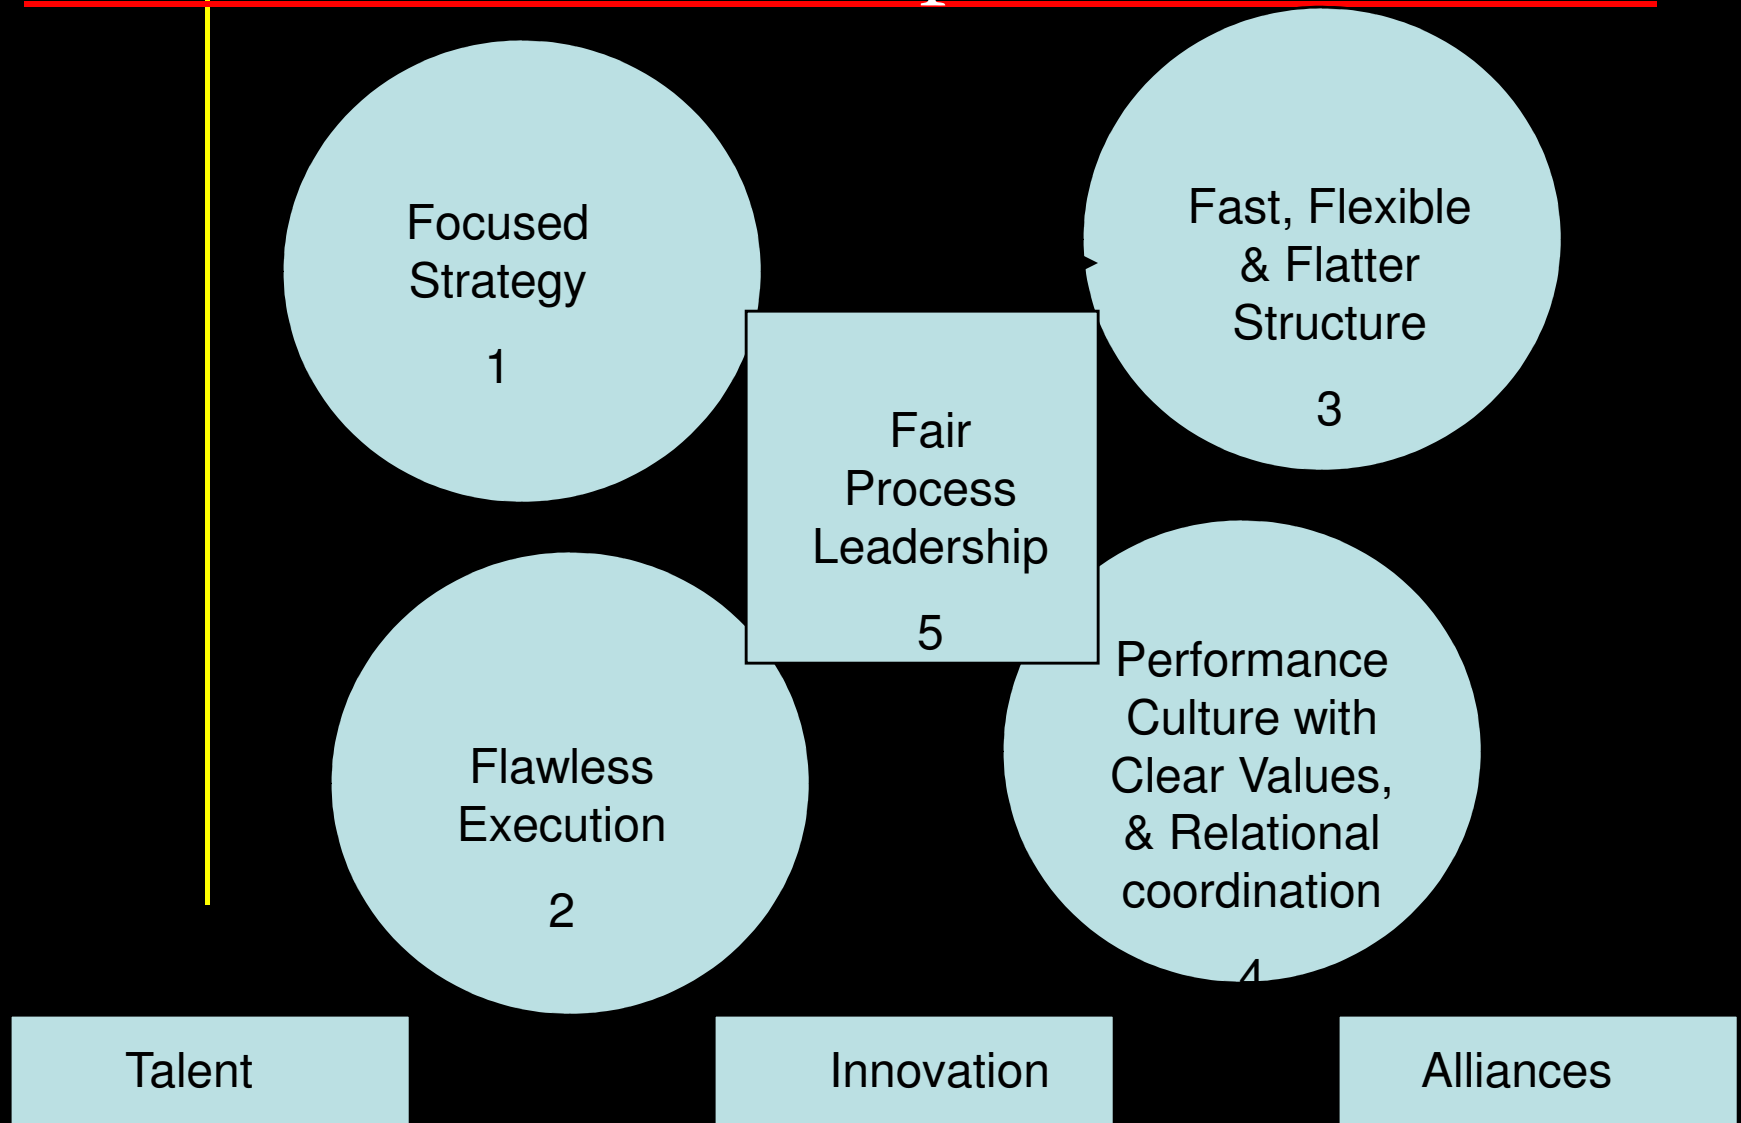 Focused
Strategy
1
Fast, Flexible
& Flatter
Structure
3
Fair
Process
Leadership
5
Flawless
Execution
2
Performance
Culture with
Clear Values,
& Relational
coordination
4
Talent
Innovation
Alliances